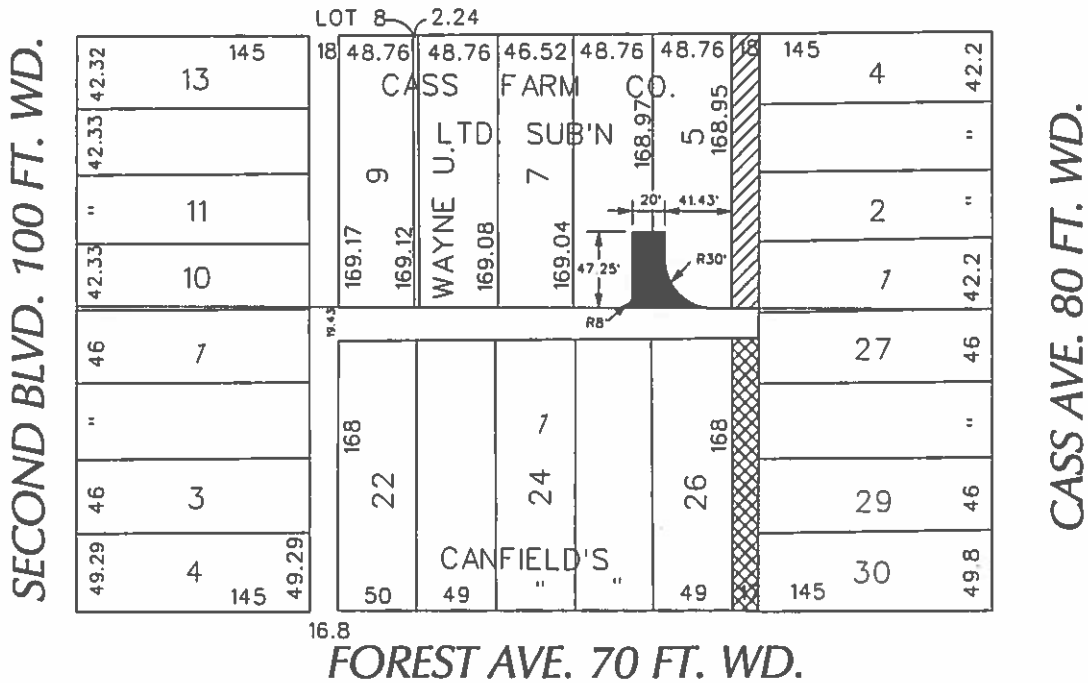 LOT 8 2.24
SECOND BLVD. 100 FT. WD.
42.32 13 145
42.33
" 11
42.33 10
46 1
"
46 3
49.29 4 145 49.29
18 48.76 48.76 46.52 48.76 48.76 18
CASS FARM CO.
LTD. SUB'N
WAYNE U.
9 7 5
168.97 168.95
169.17 169.12 169.08 169.04
20' 41.43'
47.25' R30'
R8
19.43
145 4 42.2
"
2 "
1 42.2
27 46
"
29 46
145 30 49.8
168 1 168
22 24 26
CANFIELD'S
" "
50 49 49
16.8
FOREST AVE. 70 FT. WD.
CASS AVE. 80 FT. WD.